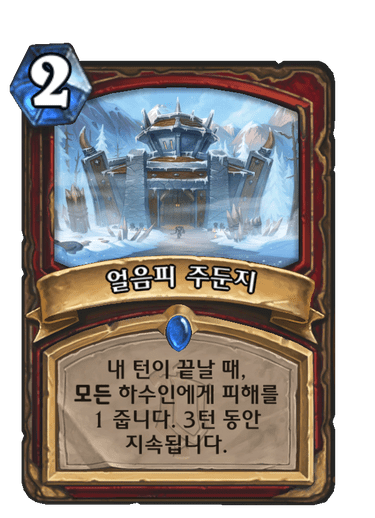 2
얼음피 주둔지
내 턴이 끝날 때,
모든 하수인에게 피해를
1 줍니다. 3턴 동안
지속됩니다.